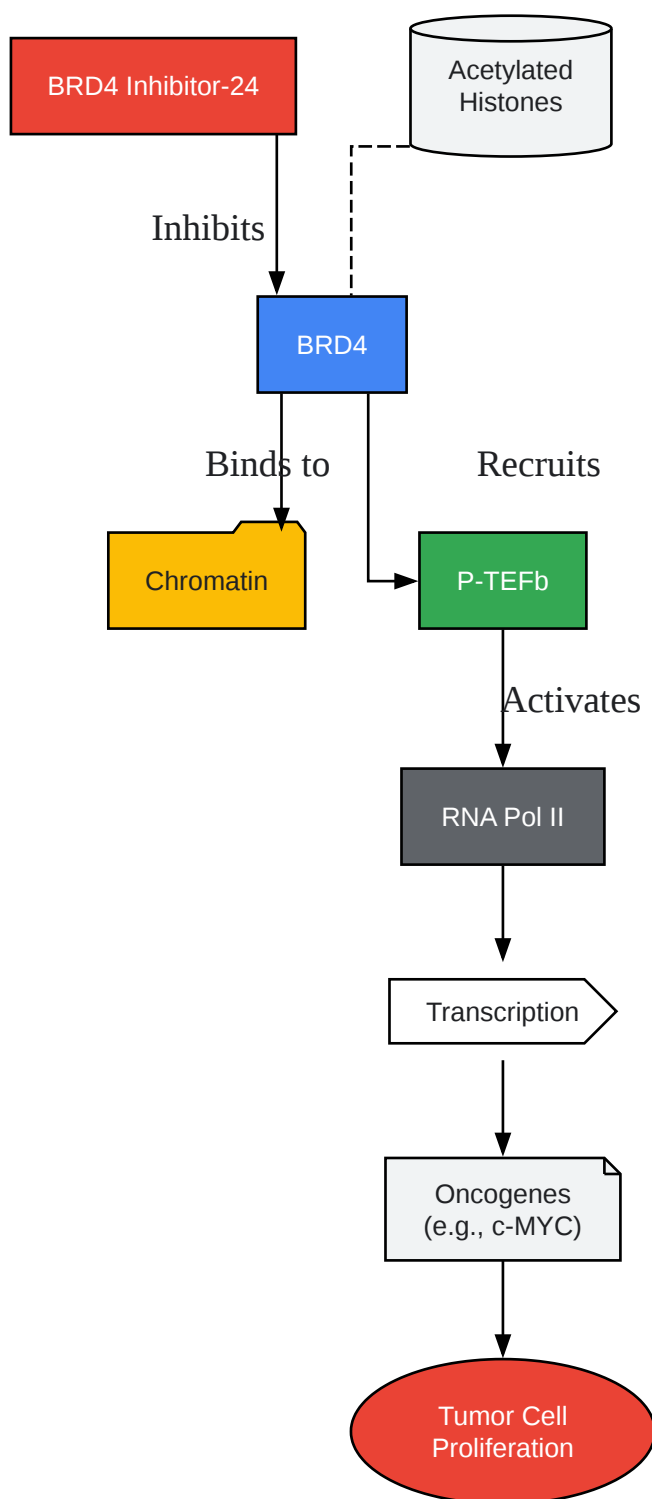 BRD4 Inhibitor-24
Acetylated
Histones
Inhibits
BRD4
Binds to
Recruits
Chromatin
P-TEFb
Activates
RNA Pol II
Transcription
Oncogenes
(e.g., c-MYC)
Tumor Cell
Proliferation